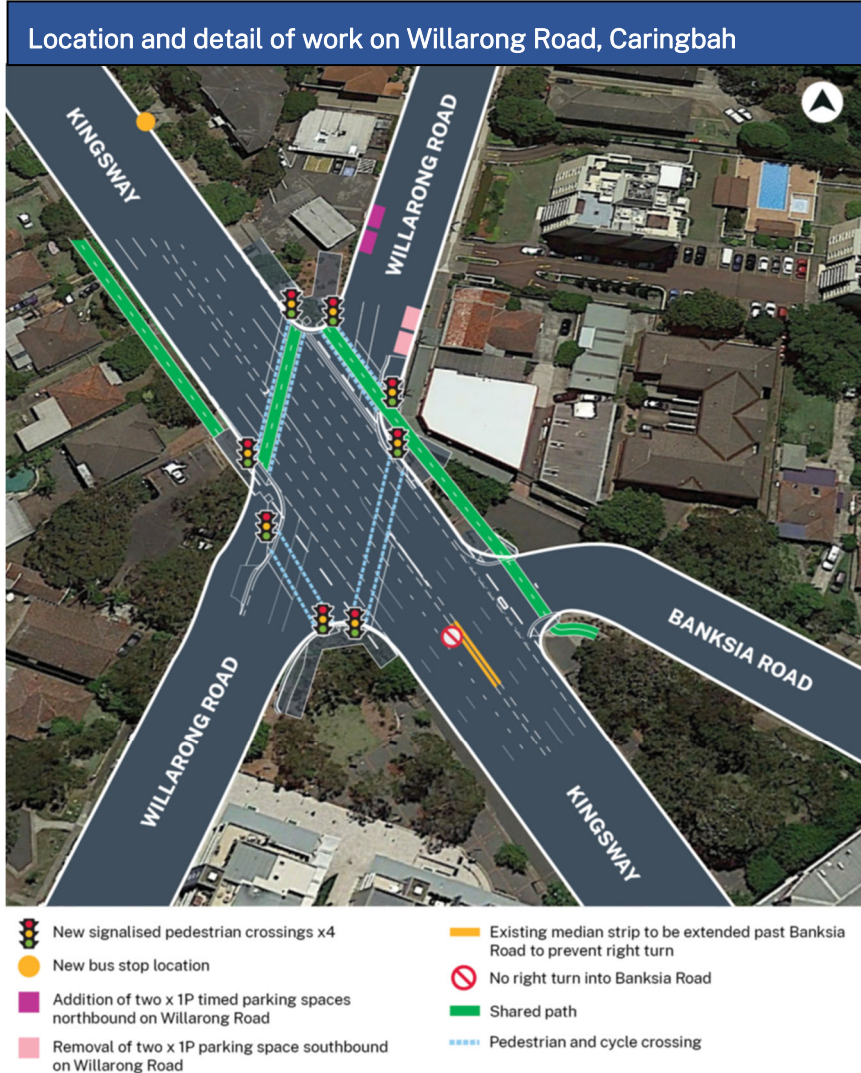 Location and detail of work on Willarong Road, Caringbah
KINGSWAY
WILLARONG ROAD
BANKSIA ROAD
WILLARONG ROAD
KINGSWAY
New signalised pedestrian crossings x4
New bus stop location
Addition of two x 1P timed parking spaces
northbound on Willarong Road
Removal of two x 1P parking space southbound
on Willarong Road
Existing median strip to be extended past Banksia
Road to prevent right turn
No right turn into Banksia Road
Shared path
Pedestrian and cycle crossing